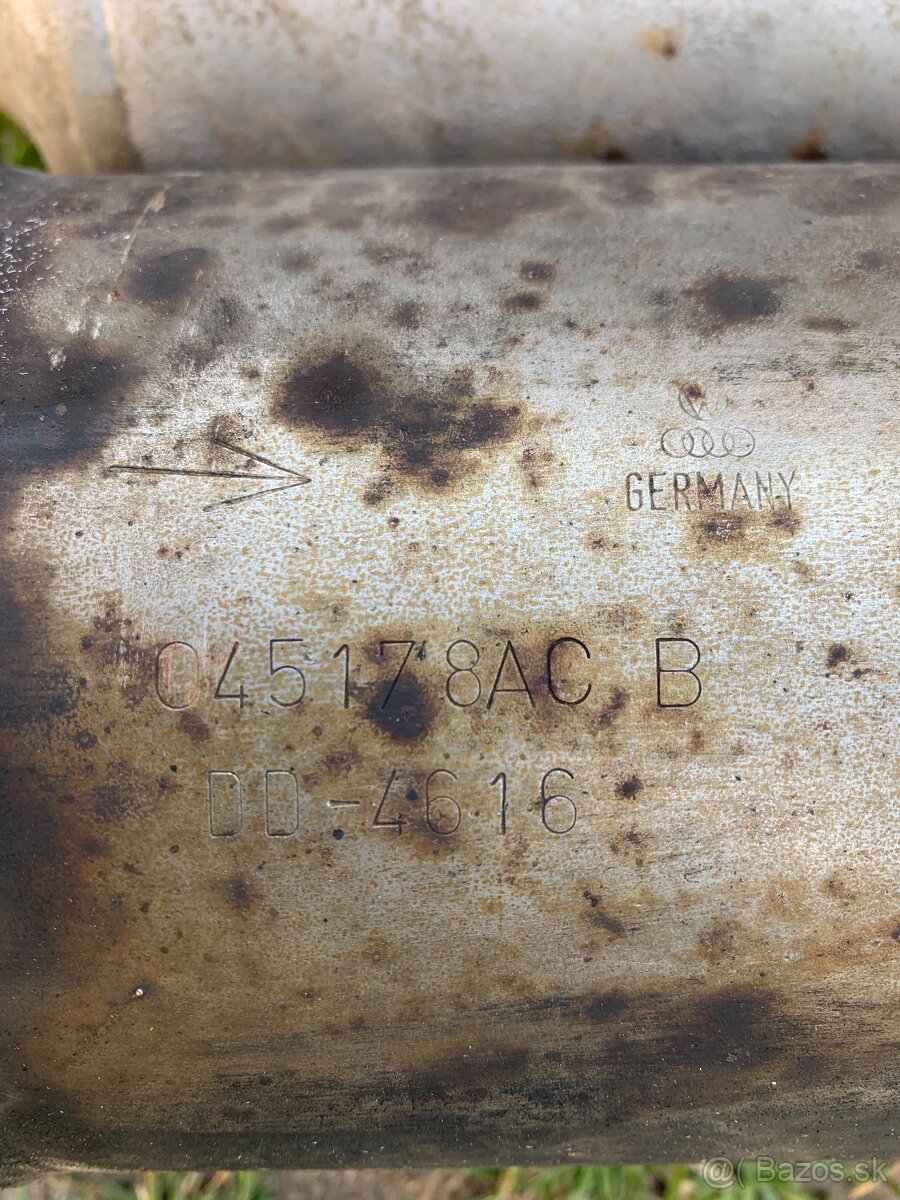 GERMANY
045178AC B
DD-4616
@( Bazos.sk